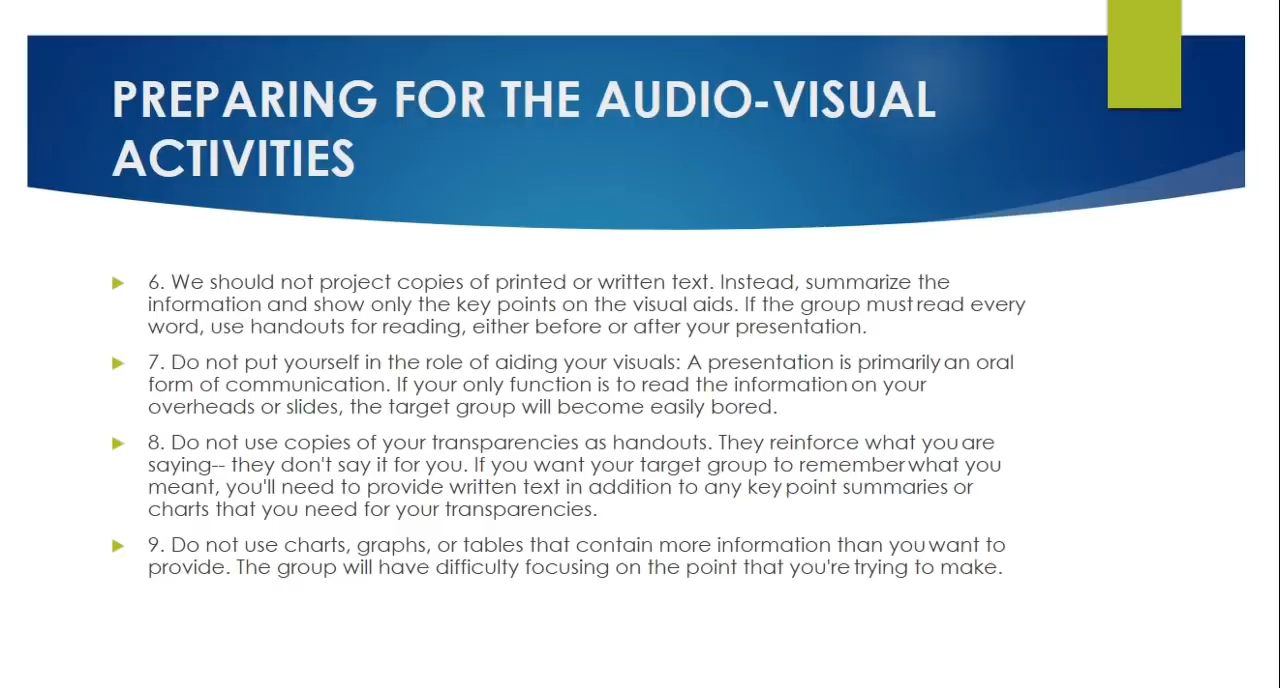 PREPARING FOR THE AUDIO-VISUAL
ACTIVITIES
6. We should not project copies of printed or written text. Instead, summarize the
information and show only the key points on the visual aids. If the group must read every
word, use handouts for reading, either before or after your presentation.
7. Do not put yourself in the role of aiding your visuals: A presentation is primarily an oral
form of communication. If your only function is to read the information on your
overheads or slides, the target group will become easily bored.
8. Do not use copies of your transparencies as handouts. They reinforce what you are
saying-- they don't say it for you. If you want your target group to remember what you
meant, you'll need to provide written text in addition to any key point summaries or
charts that you need for your transparencies.
9. Do not use charts, graphs, or tables that contain more information than you want to
provide. The group will have difficulty focusing on the point that you're trying to make.